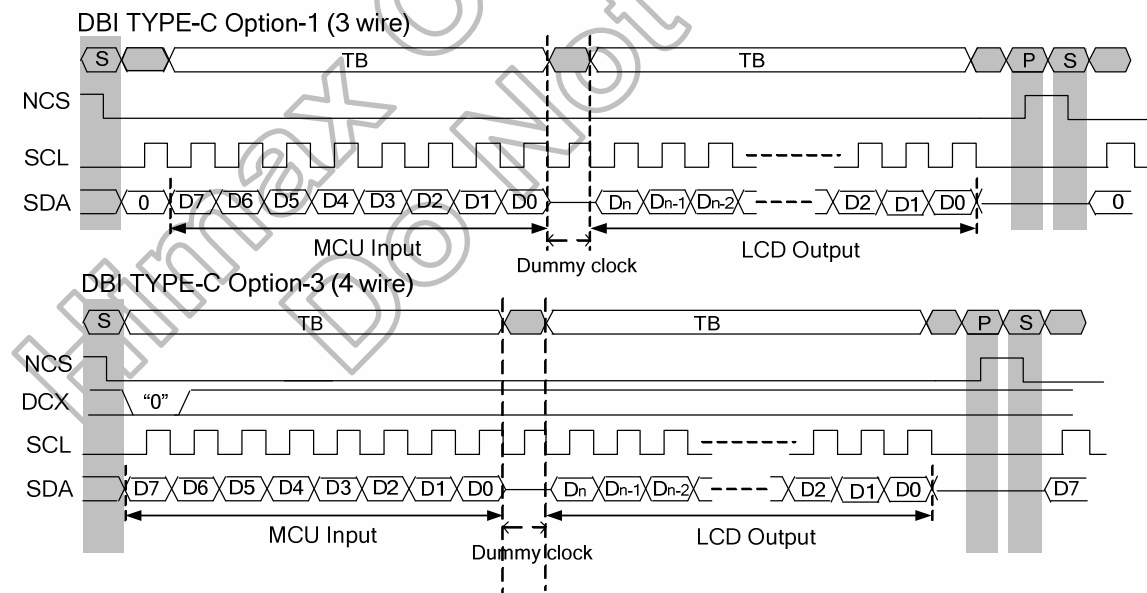 DBI TYPE-C Option-1 (3 wire)
S TB TB P S
NCS
SCL
SDA 0 D7 D6 D5 D4 D3 D2 D1 D0 Dn Dn-1 Dn-2 D2 D1 D0 0
MCU Input LCD Output
Dummy clock
DBI TYPE-C Option-3 (4 wire)
S TB TB P S
NCS
DCX "0"
SCL
SDA D7 D6 D5 D4 D3 D2 D1 D0 Dn Dn-1 Dn-2 D2 D1 D0 D7
MCU Input LCD Output
Dummy clock
Himax
Do Not